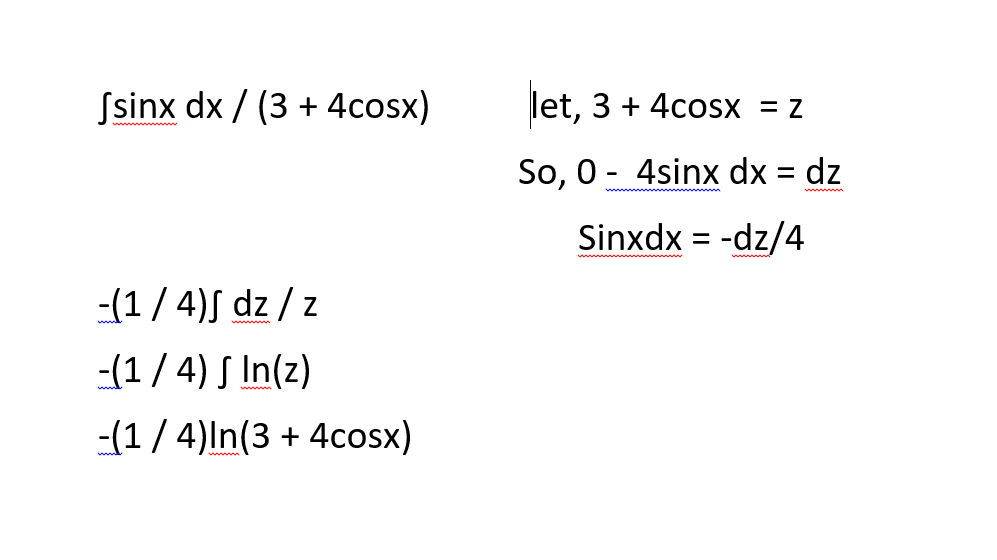 ∫sinx dx / (3 + 4cosx) let, 3 + 4cosx = z
So, 0 - 4sinx dx = dz
Sinxdx = -dz/4
-(1 / 4)∫ dz / z
-(1 / 4) ∫ ln(z)
-(1 / 4)ln(3 + 4cosx)